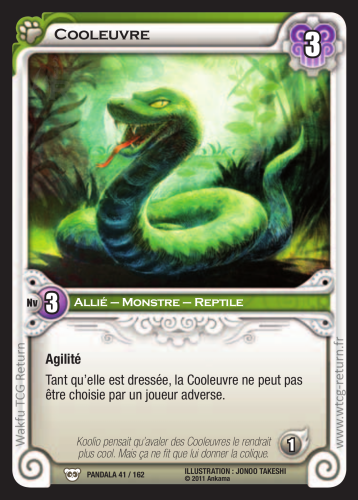 Cooleuvre
3
Nv 3
Allié – Monstre – Reptile
Agilité
Tant qu'elle est dressée, la Cooleuvre ne peut pas
être choisie par un joueur adverse.
Koolio pensait qu'avaler des Cooleuvres le rendrait
plus cool. Mais ça ne fit que lui donner la colique.
1
PANDALA 41 / 162
ILLUSTRATION : JONOO TAKESHI
© 2011 Ankama
Wakfu TCG Return
www.wtcg-return.fr